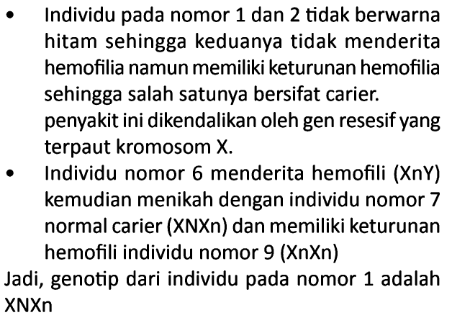 • Individu pada nomor 1 dan 2 tidak berwarna
hitam sehingga keduanya tidak menderita
hemofilia namun memiliki keturunan hemofilia
sehingga salah satunya bersifat carier.
penyakit ini dikendalikan oleh gen resesif yang
terpaut kromosom X.
• Individu nomor 6 menderita hemofili (XnY)
kemudian menikah dengan individu nomor 7
normal carier (XNXn) dan memiliki keturunan
hemofili individu nomor 9 (XnXn)
Jadi, genotip dari individu pada nomor 1 adalah
XNXn